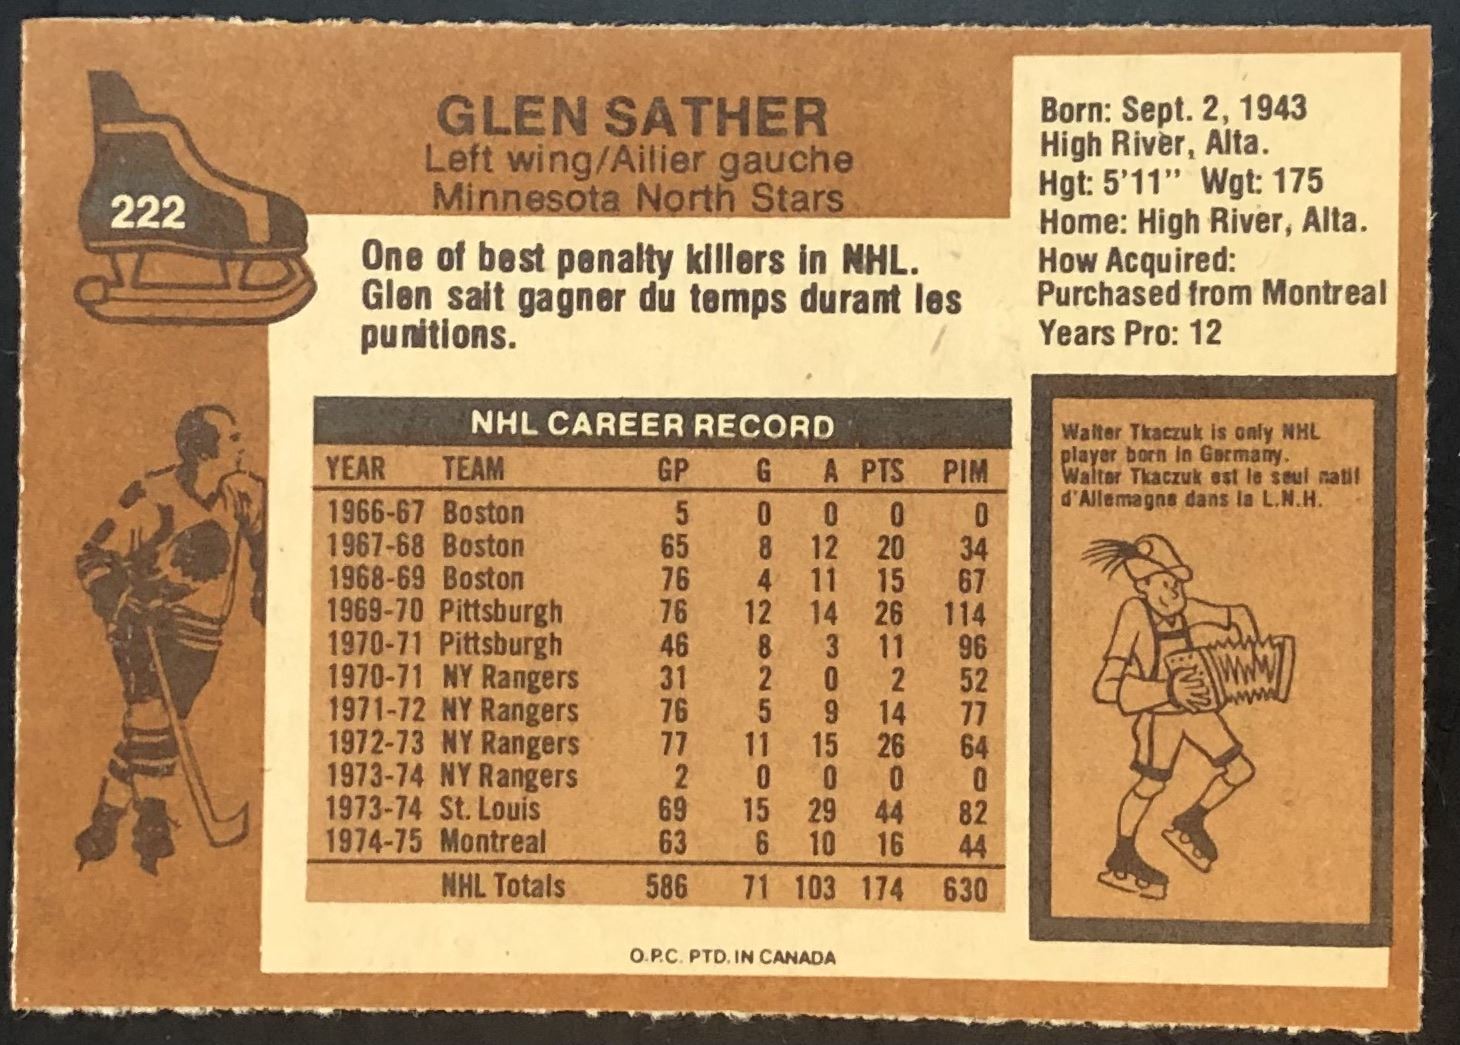 222
GLEN SATHER
Left wing/Ailier gauche
Minnesota North Stars
Born: Sept. 2, 1943
High River, Alta.
Hgt: 5'11" Wgt: 175
Home: High River, Alta.
How Acquired:
Purchased from Montreal
Years Pro: 12
One of best penalty killers in NHL.
Glen sait gagner du temps durant les
punitions.
NHL CAREER RECORD
YEAR TEAM GP G A PTS PIM
1966-67 Boston 5 0 0 0 0
1967-68 Boston 65 8 12 20 34
1968-69 Boston 76 4 11 15 67
1969-70 Pittsburgh 76 12 14 26 114
1970-71 Pittsburgh 46 8 3 11 96
1970-71 NY Rangers 31 2 0 2 52
1971-72 NY Rangers 76 5 9 14 77
1972-73 NY Rangers 77 11 15 26 64
1973-74 NY Rangers 2 0 0 0 0
1973-74 St. Louis 69 15 29 44 82
1974-75 Montreal 63 6 10 16 44
NHL Totals 586 71 103 174 630
Walter Tkaczuk is only NHL
player born in Germany.
Walter Tkaczuk est le seul natif
d'Allemagne dans la L.N.H.
O.P.C. PTD. IN CANADA